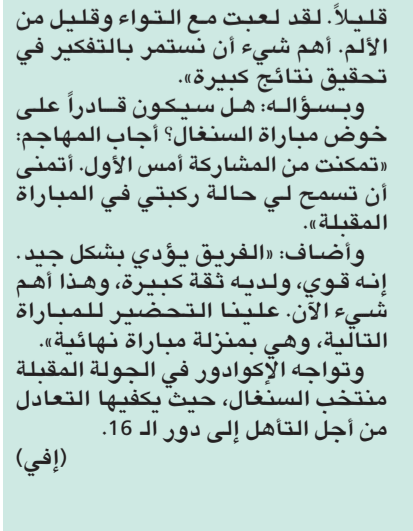 قليلاً. لقد لعبت مع التواء وقليل من
الألم. أهم شيء أن نستمر بالتفكير في
تحقيق نتائج كبيرة».
وبسؤاله: هل سيكون قادراً على
خوض مباراة السنغال؟ أجاب المهاجم:
«تمكنت من المشاركة أمس الأول. أتمنى
أن تسمح لي حالة ركبتي في المباراة
المقبلة».
وأضاف: «الفريق يؤدي بشكل جيد.
إنه قوي، ولديه ثقة كبيرة، وهذا أهم
شيء الآن. علينا التحضير للمباراة
التالية، وهي بمنزلة مباراة نهائية».
وتواجه الإكوادور في الجولة المقبلة
منتخب السنغال، حيث يكفيها التعادل
من أجل التأهل إلى دور الـ 16.
(إفي)